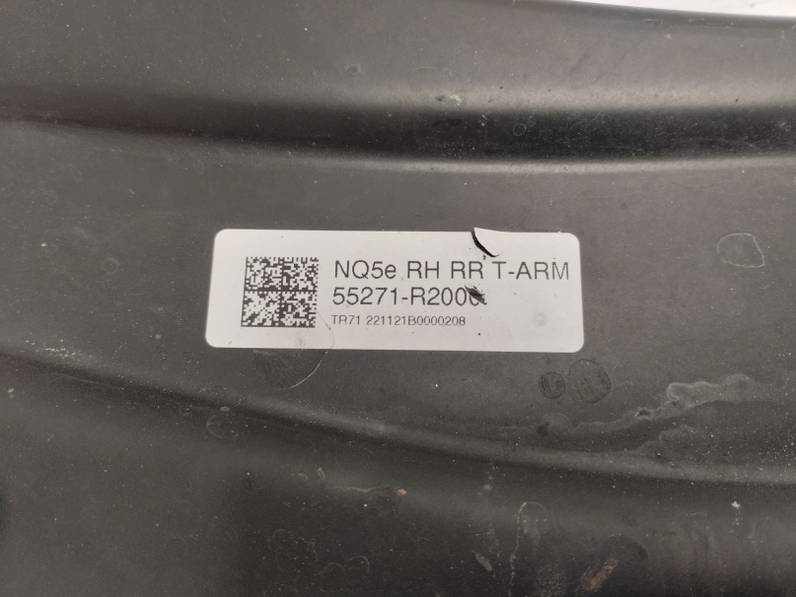 NQ5e RH RR T-ARM
55271-R2000
TR71 221121B0000208